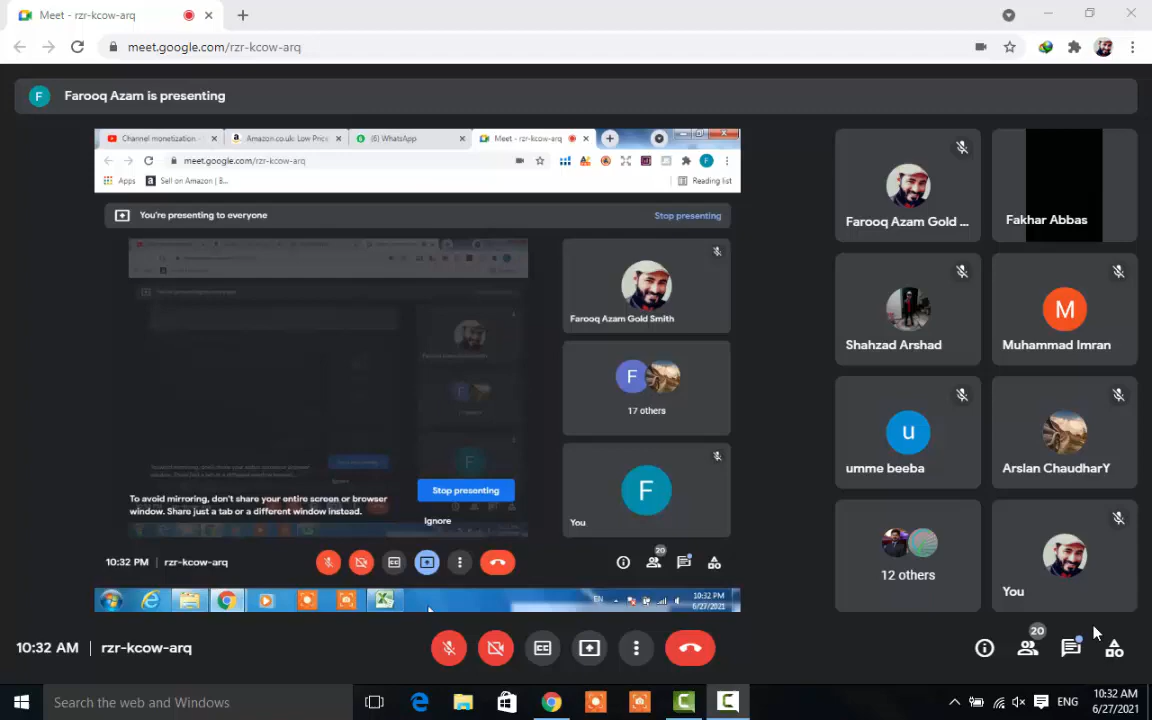 Meet - rzr-kcow-arq
meet.google.com/rzr-kcow-arq
F
Farooq Azam is presenting
Channel monetization
Amazon.co.uk: Low Price
(6) WhatsApp
Meet - rzr-kcow-arq
meet.google.com/rzr-kcow-arq
F
Apps
Sell on Amazon | B...
Reading list
You're presenting to everyone
Stop presenting
Farooq Azam Gold Smith
F
17 others
F
You
To avoid mirroring, don't share your entire screen or browser
window. Share just a tab or a different window instead.
Stop presenting
Ignore
10:32 PM
rzr-kcow-arq
20
EN
10:32 PM
6/27/2021
Farooq Azam Gold ...
Fakhar Abbas
Shahzad Arshad
M
Muhammad Imran
u
umme beeba
Arslan ChaudharY
12 others
You
10:32 AM
rzr-kcow-arq
20
Search the web and Windows
ENG
10:32 AM
6/27/2021